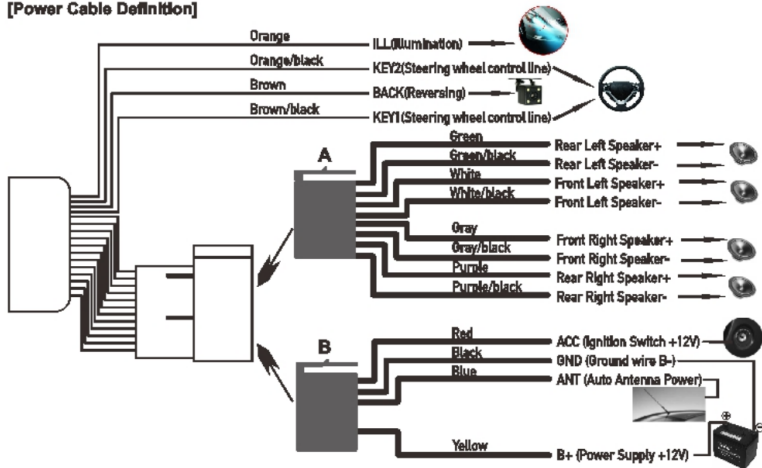 [Power Cable Definition]
Orange
ILL(Illumination)
Orange/black
KEY2(Steering wheel control line)
Brown
BACK(Reversing)
Brown/black
KEY1(Steering wheel control line)
A
Green
Rear Left Speaker+
Green/black
Rear Left Speaker-
White
Front Left Speaker+
White/black
Front Left Speaker-
Gray
Front Right Speaker+
Gray/black
Front Right Speaker-
Purple
Rear Right Speaker+
Purple/black
Rear Right Speaker-
B
Red
ACC (Ignition Switch +12V)
Black
GND (Ground wire B-)
Blue
ANT (Auto Antenna Power)
Yellow
B+ (Power Supply +12V)